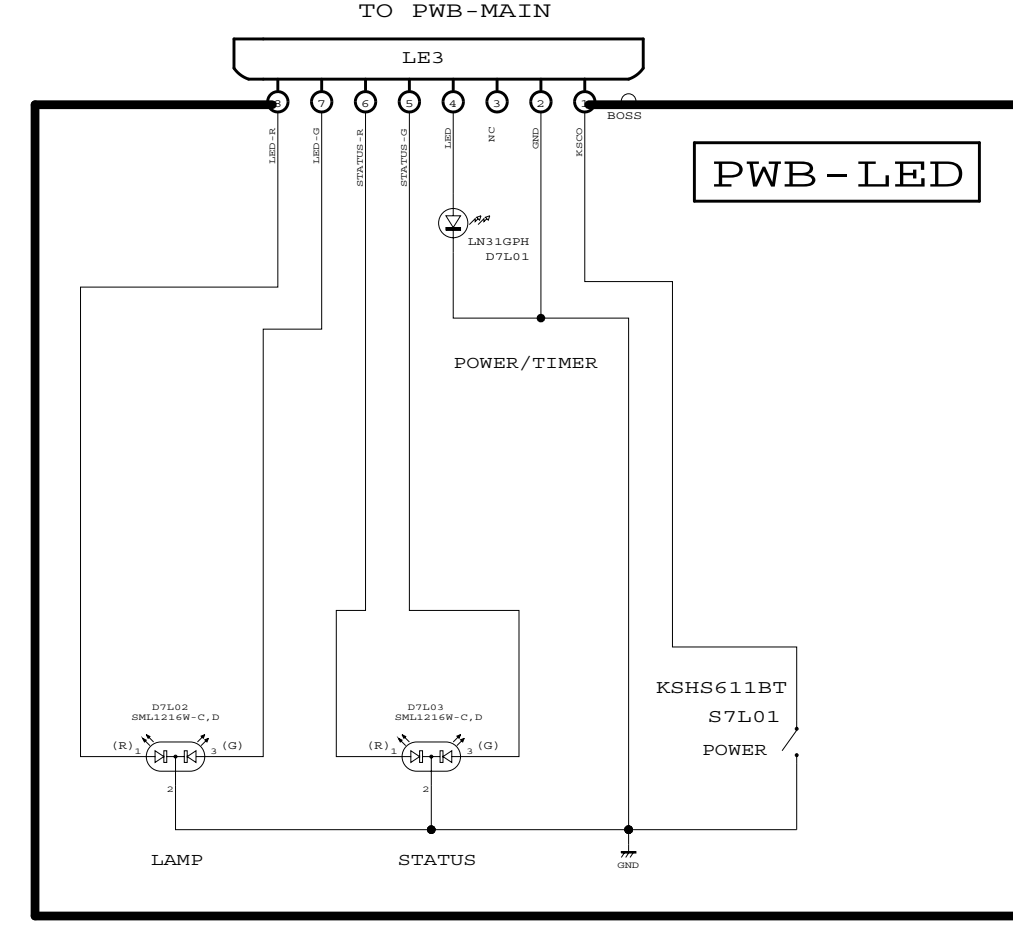 TO PWB-MAIN
LE3
8
7
6
5
4
3
2
1
BOSS
LED-R
LED-G
STATUS-R
STATUS-G
LED
NC
GND
KSCO
PWB-LED
LN31GPH
D7L01
POWER/TIMER
KSHS611BT
S7L01
POWER
D7L02
SML1216W-C,D
(R)
1
3
(G)
2
D7L03
SML1216W-C,D
(R)
1
3
(G)
2
LAMP
STATUS
GND